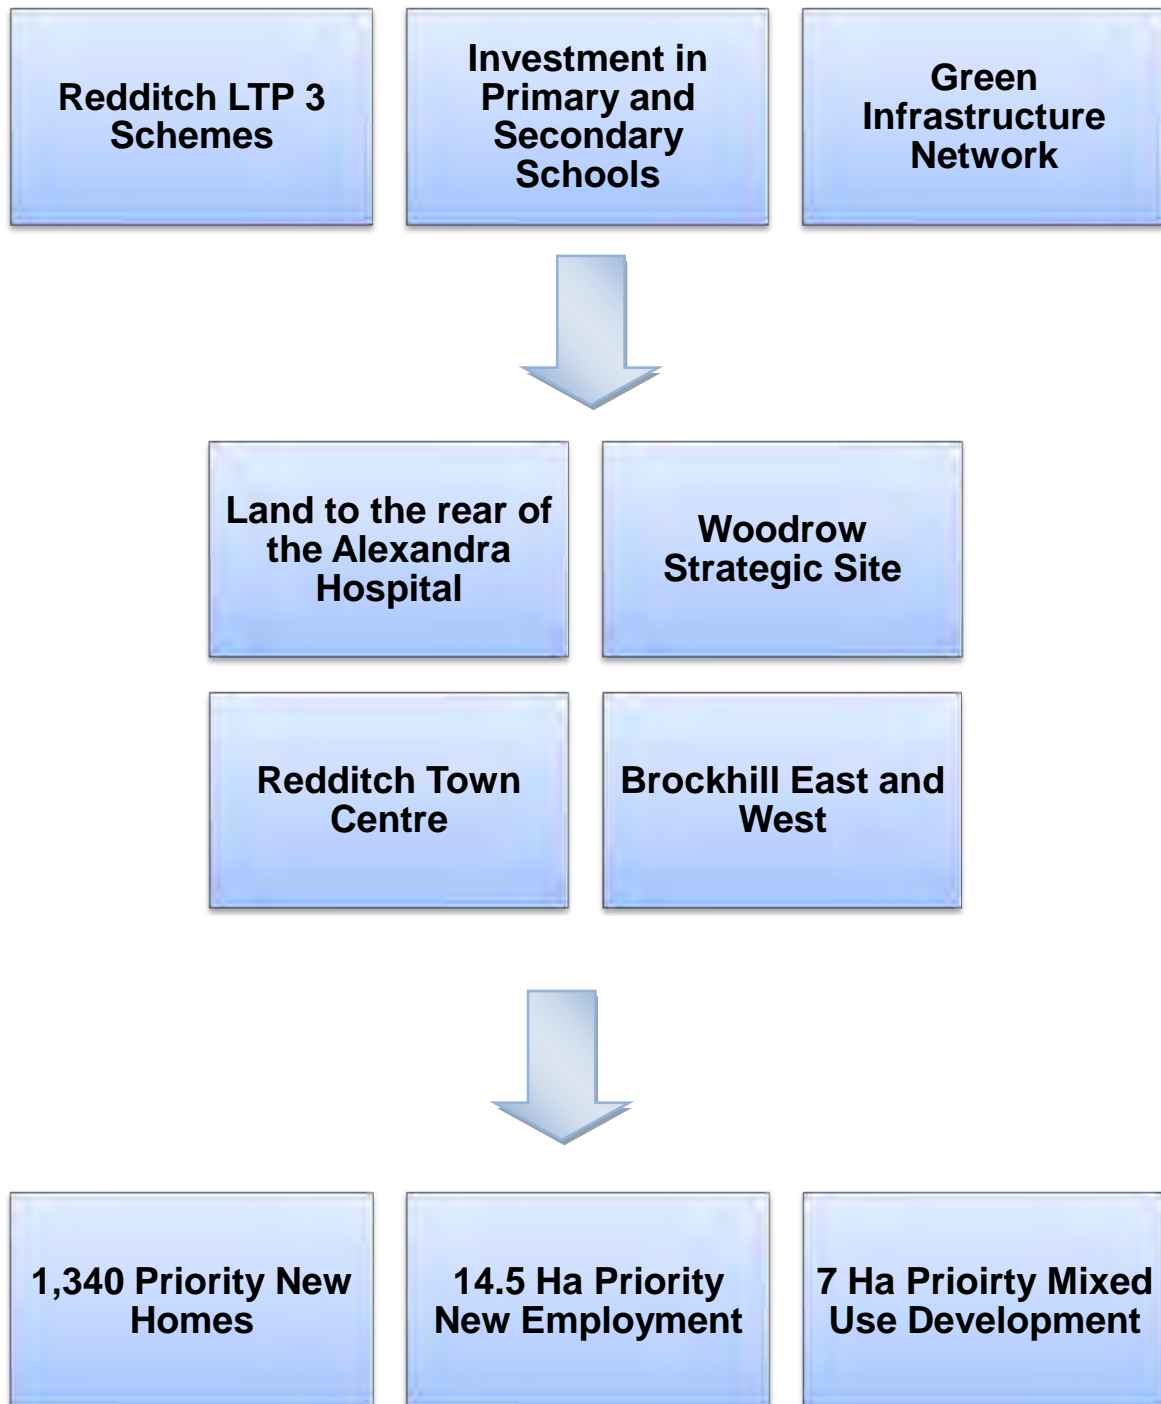 Redditch LTP 3
Schemes
Investment in
Primary and
Secondary
Schools
Green
Infrastructure
Network
Land to the rear of
the Alexandra
Hospital
Woodrow
Strategic Site
Redditch Town
Centre
Brockhill East and
West
1,340 Priority New
Homes
14.5 Ha Priority
New Employment
7 Ha Prioirty Mixed
Use Development